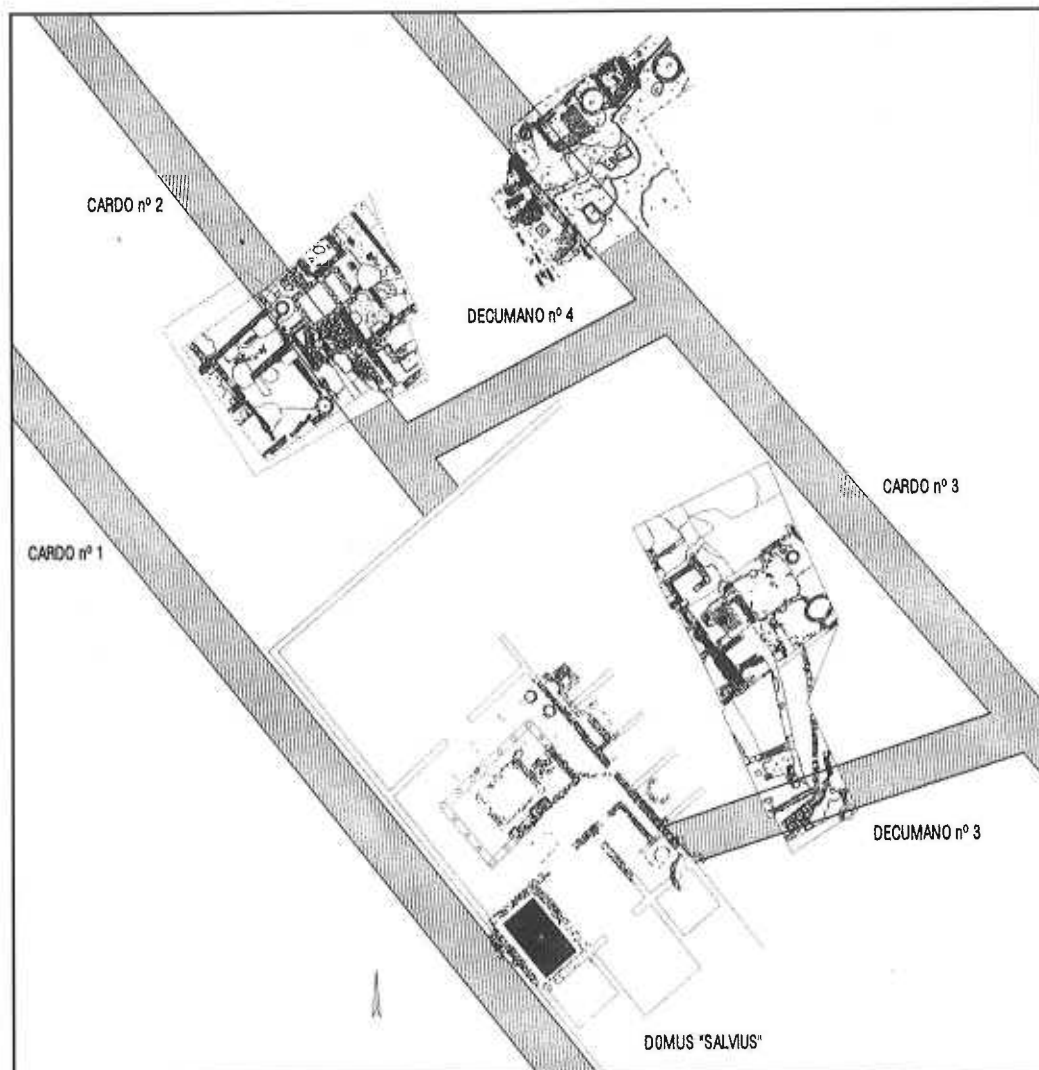 CARDO nº 2
DECUMANO nº 4
CARDO nº 3
CARDO nº 1
DECUMANO nº 3
DOMUS "SALVIUS"